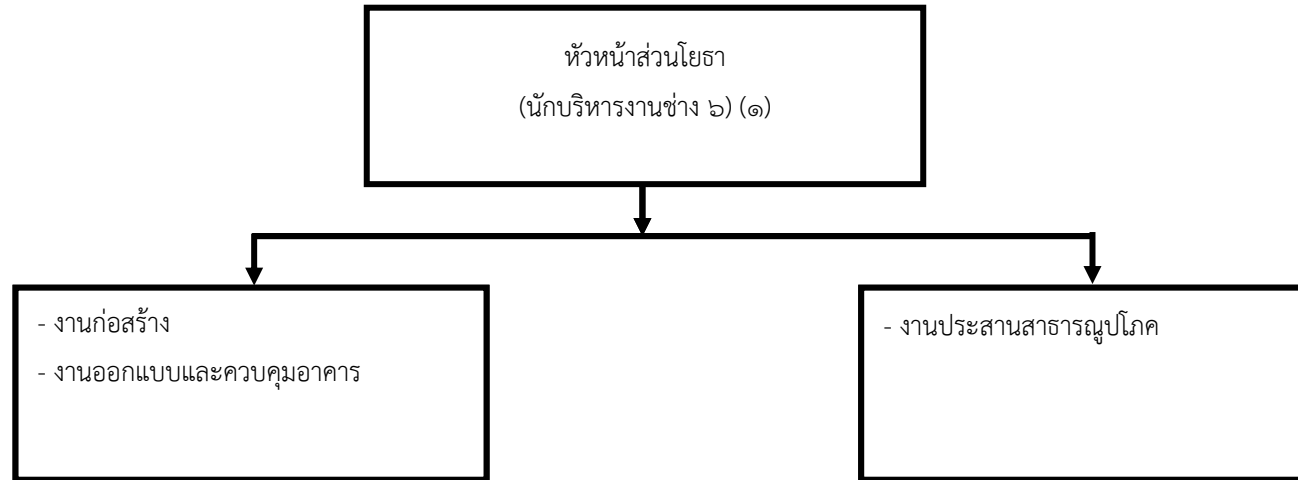 หัวหน้าส่วนโยธา
(นักบริหารงานช่าง ๖) (๑)
- งานก่อสร้าง
- งานออกแบบและควบคุมอาคาร
- งานประสานสาธารณูปโภค